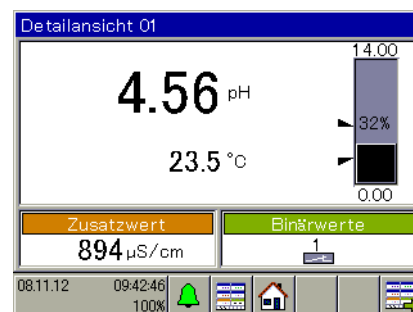 Detailansicht 01
14.00
4.56 pH
32%
23.5 °C
0.00
Zusatzwert
Binärwerte
894 µS/cm
1
08.11.12 09:42:46
100%